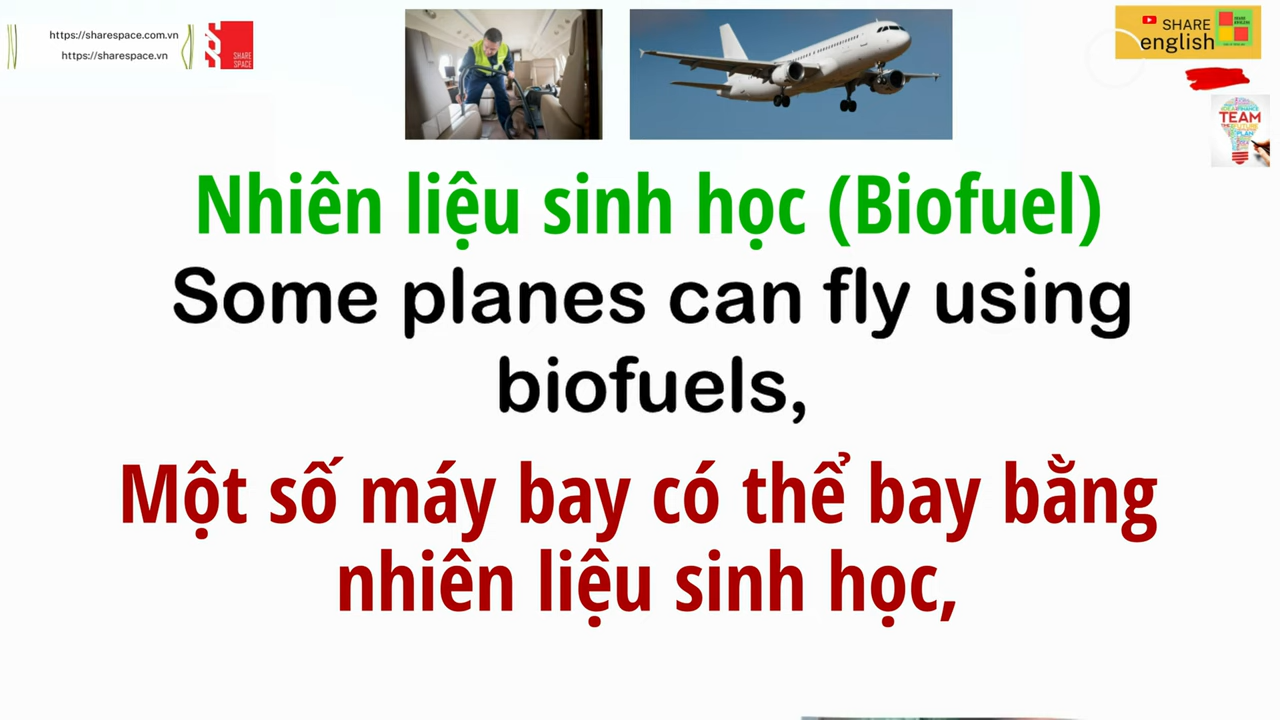 https://sharespace.com.vn
https://sharespace.vn
SHARE
SPACE
SHARE
english
TEAM
PLAN
Nhiên liệu sinh học (Biofuel)
Some planes can fly using
biofuels,
Một số máy bay có thể bay bằng
nhiên liệu sinh học,